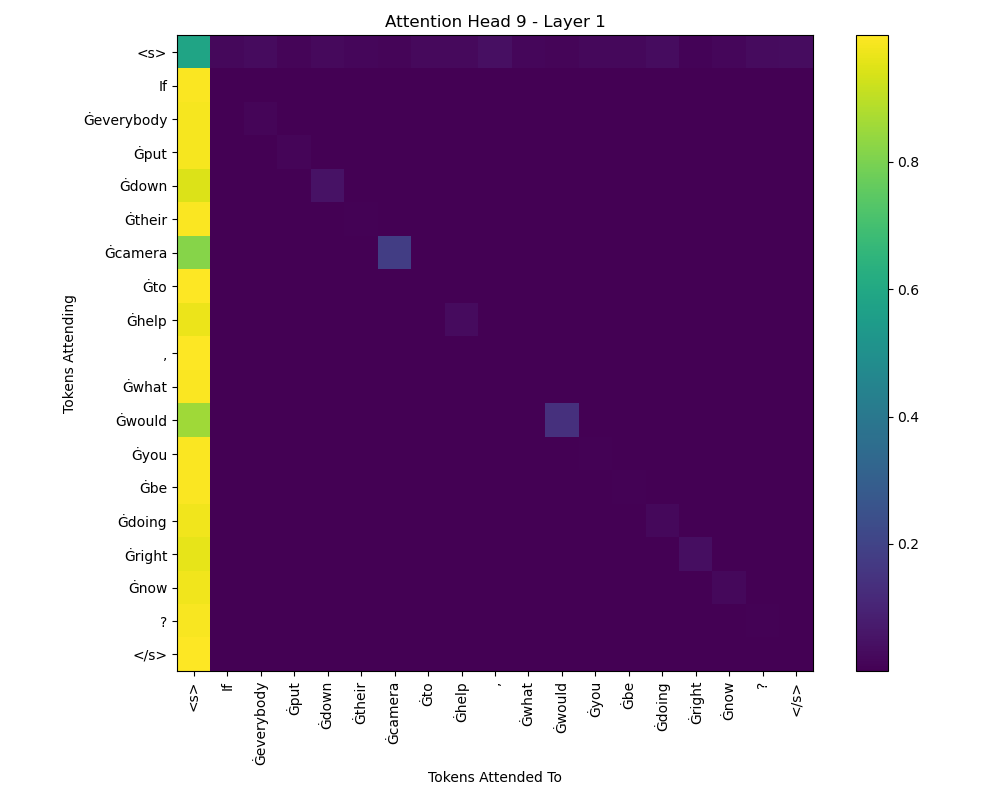 Attention Head 9 - Layer 1
<s>
If
Ġeverybody
Ġput
Ġdown
Ġtheir
Ġcamera
Ġto
Ġhelp
,
Ġwhat
Ġwould
Ġyou
Ġbe
Ġdoing
Ġright
Ġnow
?
</s>
Tokens Attending
<s>
If
Ġeverybody
Ġput
Ġdown
Ġtheir
Ġcamera
Ġto
Ġhelp
,
Ġwhat
Ġwould
Ġyou
Ġbe
Ġdoing
Ġright
Ġnow
?
</s>
Tokens Attended To
0.8
0.6
0.4
0.2